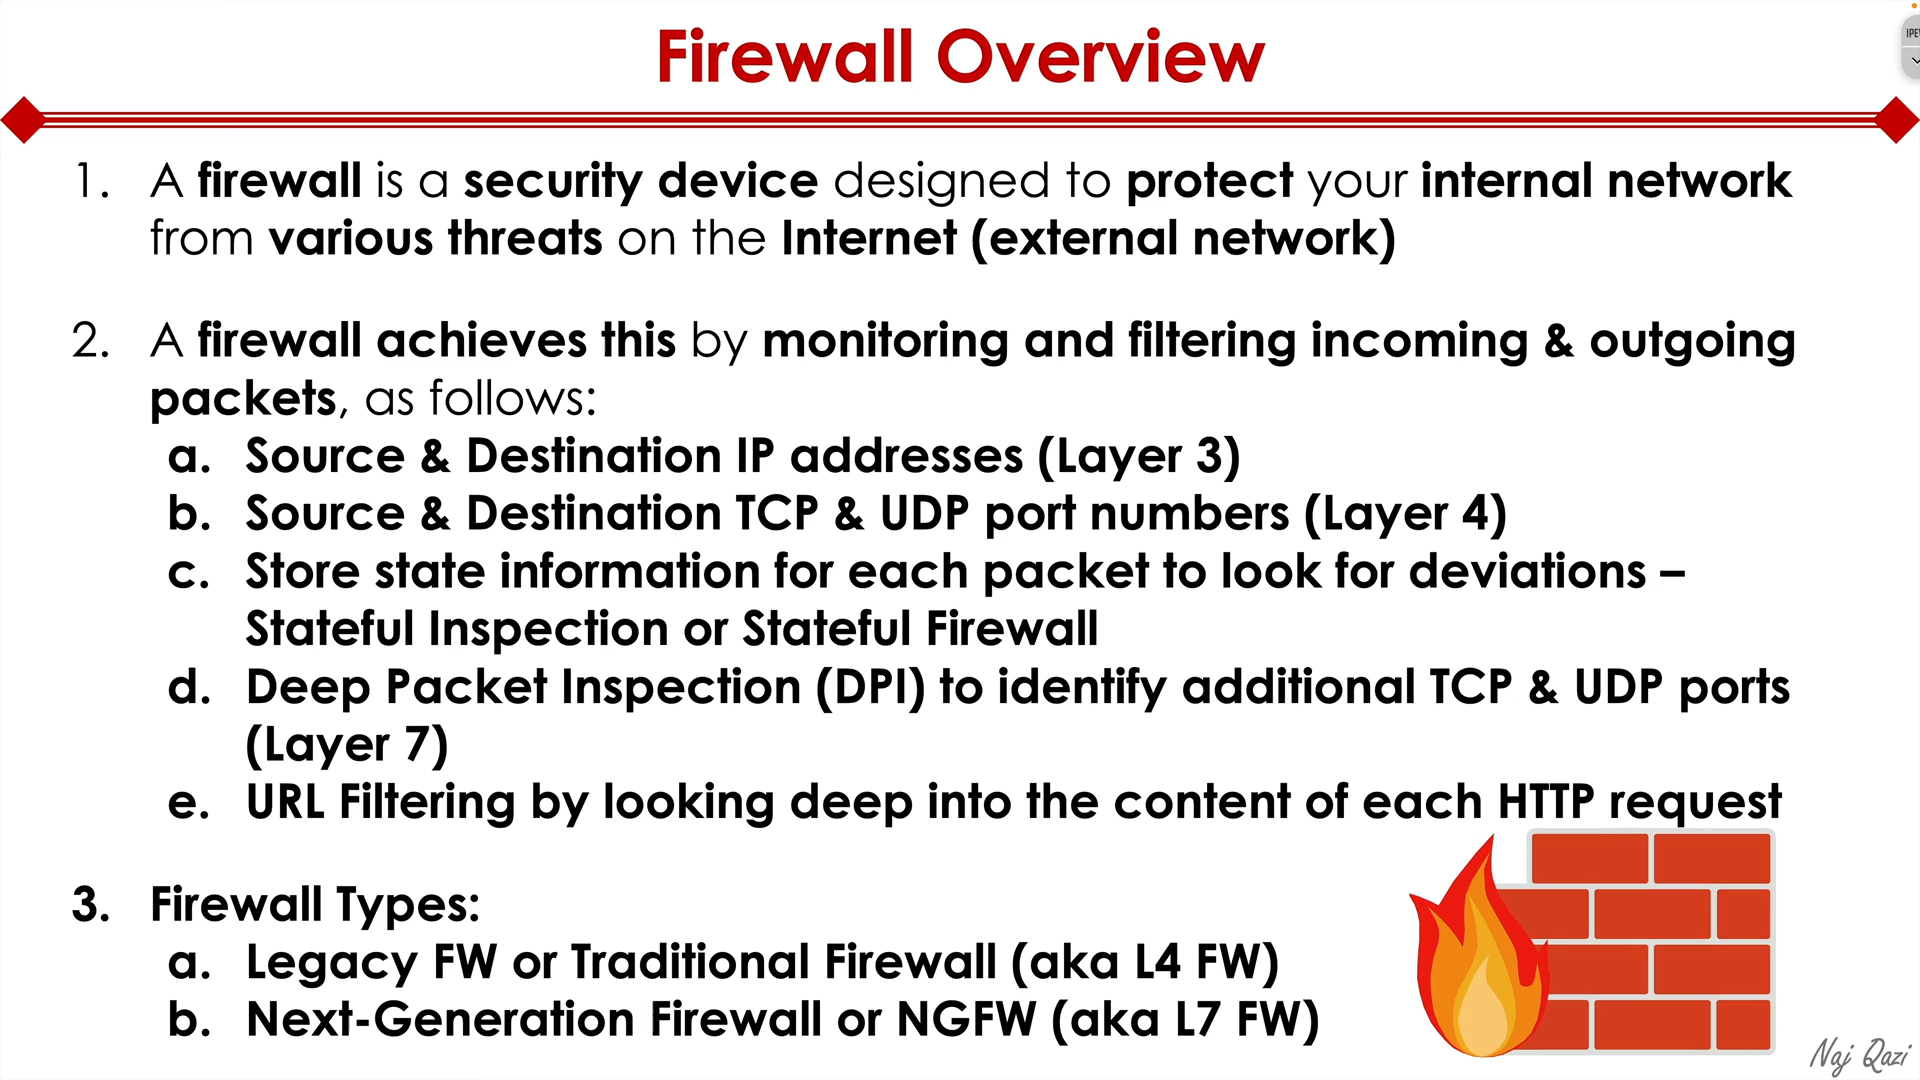 Firewall Overview
1. A firewall is a security device designed to protect your internal network
from various threats on the Internet (external network)
2. A firewall achieves this by monitoring and filtering incoming & outgoing
packets, as follows:
a. Source & Destination IP addresses (Layer 3)
b. Source & Destination TCP & UDP port numbers (Layer 4)
c. Store state information for each packet to look for deviations –
Stateful Inspection or Stateful Firewall
d. Deep Packet Inspection (DPI) to identify additional TCP & UDP ports
(Layer 7)
e. URL Filtering by looking deep into the content of each HTTP request
3. Firewall Types:
a. Legacy FW or Traditional Firewall (aka L4 FW)
b. Next-Generation Firewall or NGFW (aka L7 FW)
Naj Qazi